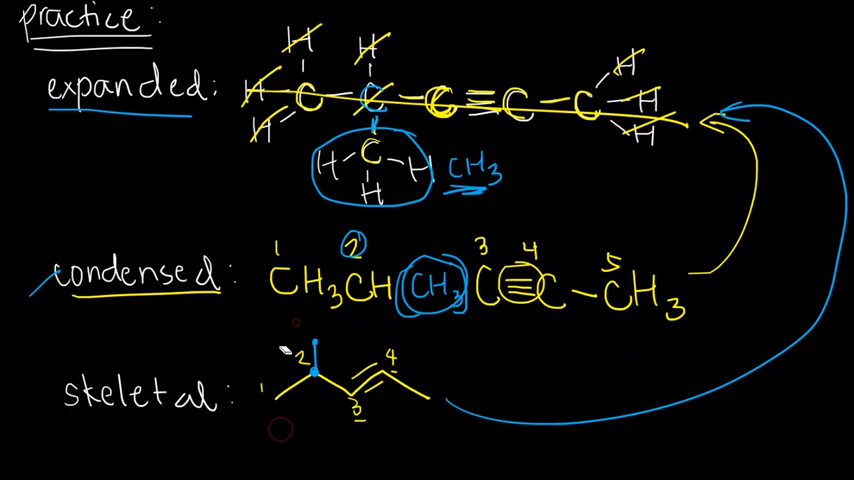 practice:
H H
expanded: H – C – C – C ≡ C – C H H H
H – C – H CH3
H
1 2 3 4 5
condensed: CH3CH CH3 C≡C–CH3
2 4
skeletal: 1
3